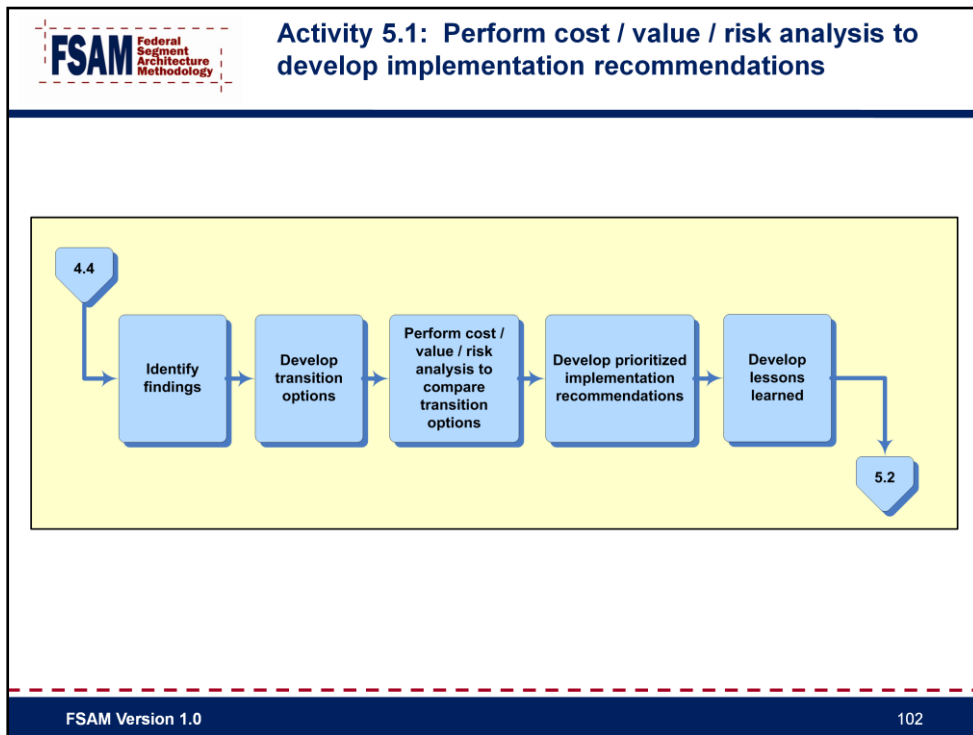 FSAM
Federal
Segment
Architecture
Methodology
Activity 5.1: Perform cost / value / risk analysis to
develop implementation recommendations
4.4
Identify
findings
Develop
transition
options
Perform cost /
value / risk
analysis to
compare
transition
options
Develop prioritized
implementation
recommendations
Develop
lessons
learned
5.2
FSAM Version 1.0
102